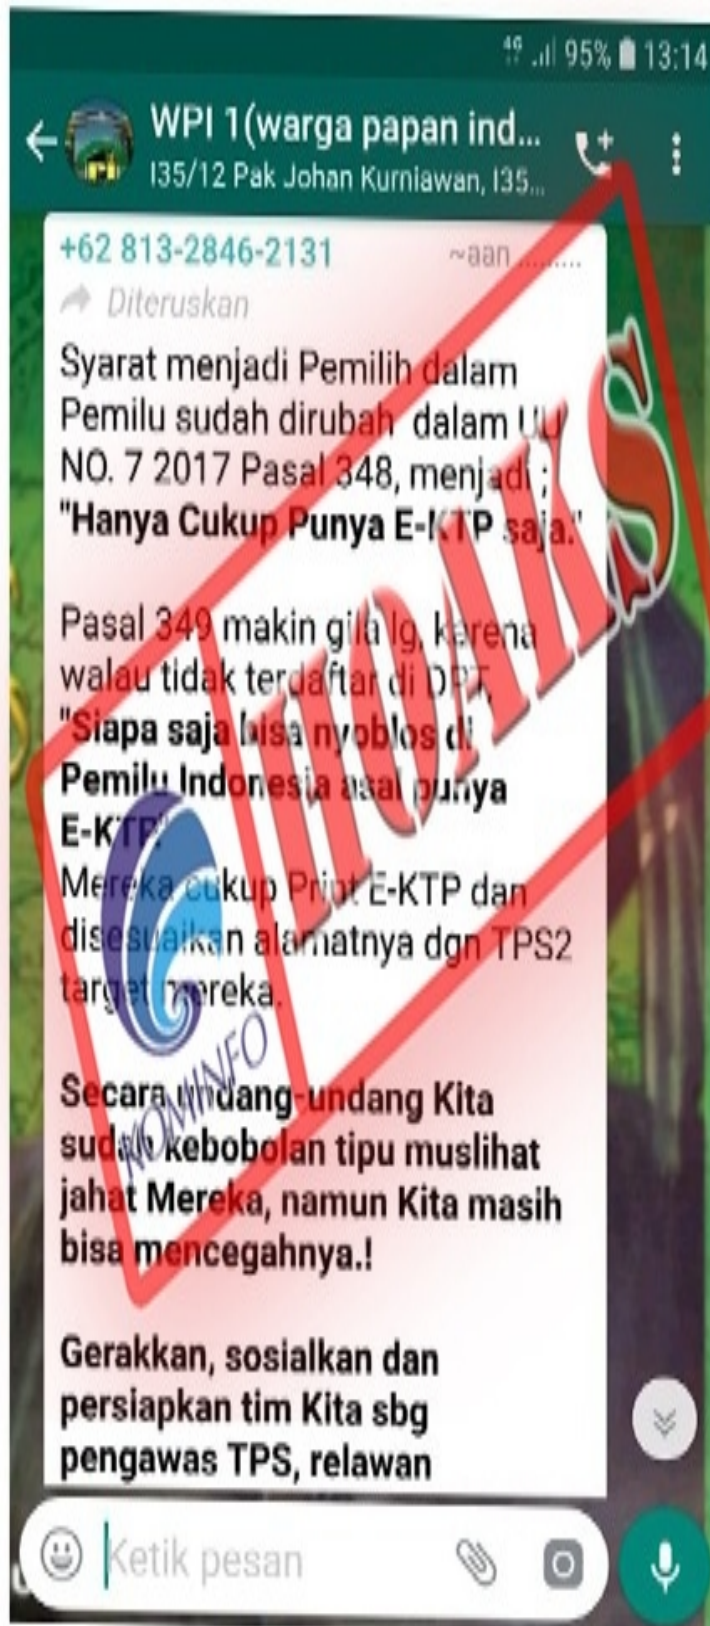 4G 95% 13:14
WPI 1(warga papan ind...
I35/12 Pak Johan Kurniawan, I35...
+62 813-2846-2131 ~aan .........
Diteruskan
Syarat menjadi Pemilih dalam
Pemilu sudah dirubah dalam UU
NO. 7 2017 Pasal 348, menjadi ;
"Hanya Cukup Punya E-KTP saja."
Pasal 349 makin gila lg, karena
walau tidak terdaftar di DPT,
"Siapa saja bisa nyoblos di
Pemilu Indonesia asal punya
E-KTP."
Mereka cukup Print E-KTP dan
disesuaikan alamatnya dgn TPS2
target mereka.
Secara undang-undang Kita
sudah kebobolan tipu muslihat
jahat Mereka, namun Kita masih
bisa mencegahnya.!
Gerakkan, sosialkan dan
persiapkan tim Kita sbg
pengawas TPS, relawan
Ketik pesan
HOAKS
KOMINFO